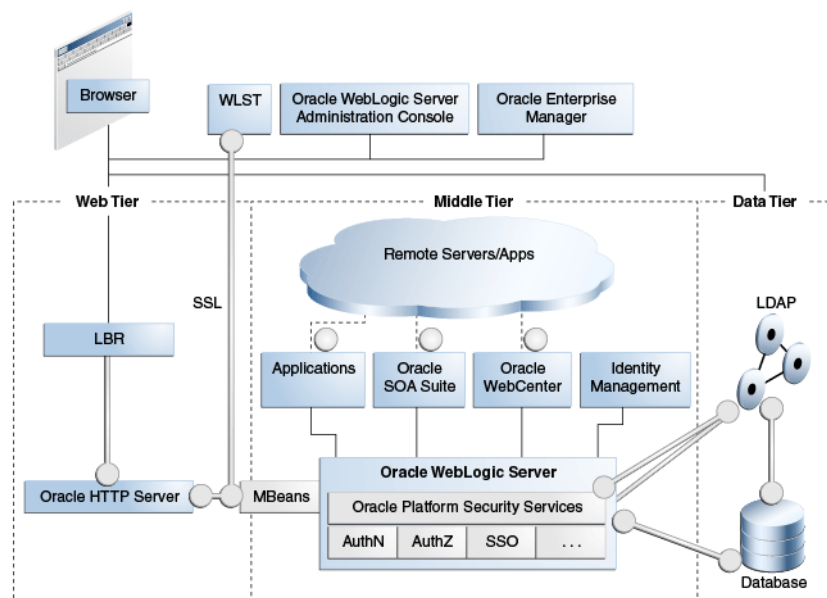 Browser
WLST
Oracle WebLogic Server
Administration Console
Oracle Enterprise
Manager
Web Tier
Middle Tier
Data Tier
Remote Servers/Apps
SSL
LDAP
LBR
Applications
Oracle
SOA Suite
Oracle
WebCenter
Identity
Management
Oracle WebLogic Server
Oracle HTTP Server
MBeans
Oracle Platform Security Services
AuthN
AuthZ
SSO
. . .
Database